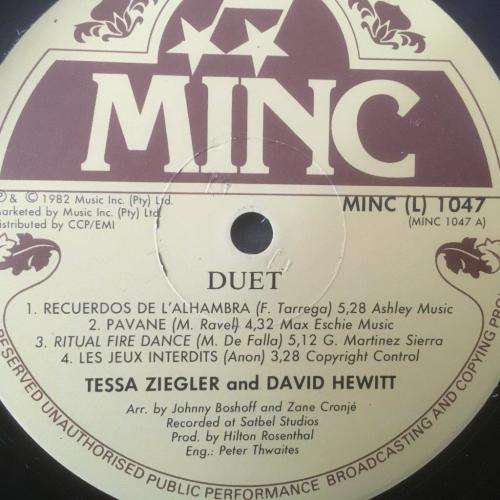 MINC
℗ & © 1982 Music Inc. (Pty) Ltd.
Marketed by Music Inc. (Pty) Ltd.
Distributed by CCP/EMI
MINC (L) 1047
(MINC 1047 A)
DUET
1. RECUERDOS DE L'ALHAMBRA (F. Tarrega) 5,28 Ashley Music
2. PAVANE (M. Ravel) 4,32 Max Eschie Music
3. RITUAL FIRE DANCE (M. De Falla) 5,12 G. Martinez Sierra
4. LES JEUX INTERDITS (Anon) 3,28 Copyright Control
TESSA ZIEGLER and DAVID HEWITT
Arr. by Johnny Boshoff and Zane Cronjé
Recorded at Satbel Studios
Prod. by Hilton Rosenthal
Eng.: Peter Thwaites
RESERVED UNAUTHORISED PUBLIC PERFORMANCE BROADCASTING AND COPYING